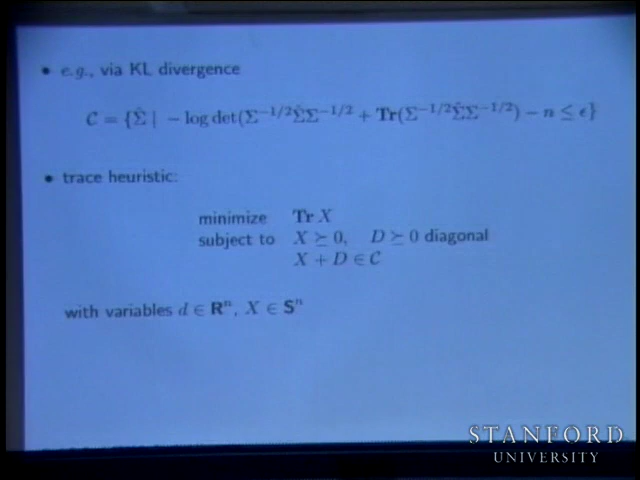 • e.g., via KL divergence
C = {Σ̂ | − log det(Σ^{−1/2}Σ̂Σ^{−1/2} + Tr(Σ^{−1/2}Σ̂Σ^{−1/2}) − n ≤ ϵ}
• trace heuristic:
minimize Tr X
subject to X ⪰ 0, D ⪰ 0 diagonal
X + D ∈ C
with variables d ∈ R^n, X ∈ S^n
STANFORD
UNIVERSITY